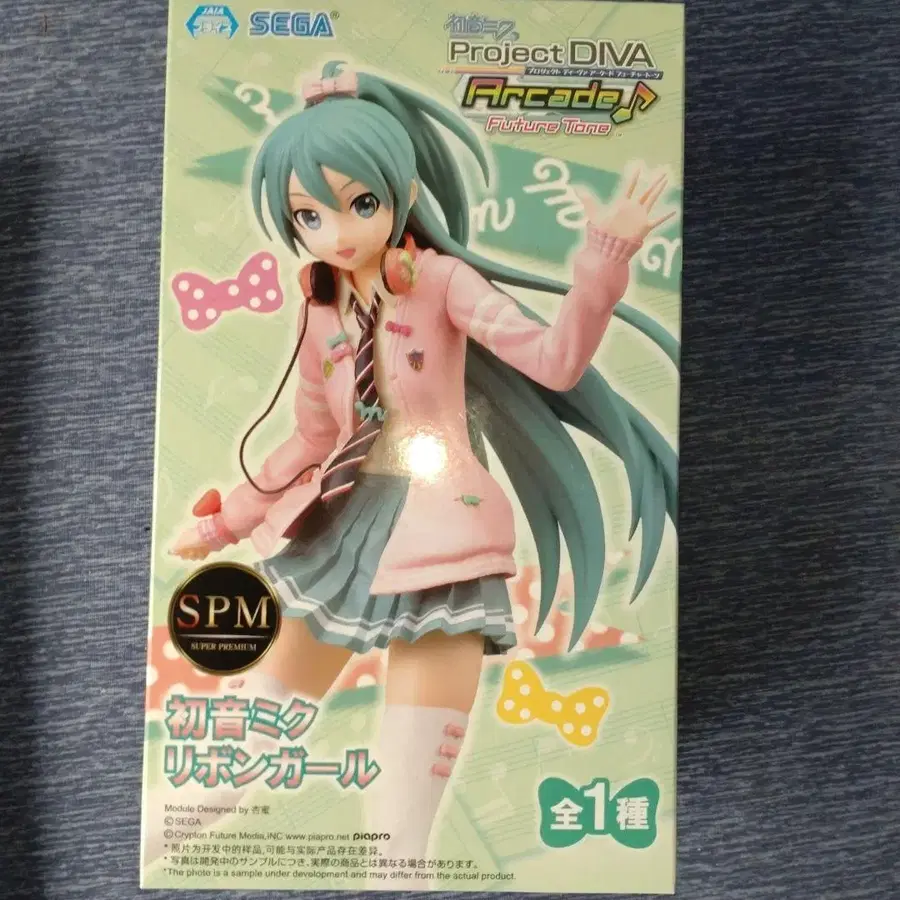 JAIA
プライズ
SEGA®
初音ミク
Project DIVA
プロジェクト ディーヴァ アーケード フューチャートーン
Arcade
Future Tone
SPM
SUPER PREMIUM
初音ミク
リボンガール
全1種
Module Designed by 杏蜜
©SEGA
©Crypton Future Media,INC www.piapro.net piapro
*照片为开发中的样品,可能与实际产品存在差异。
*写真は開発中のサンプルにつき、実際の商品とは異なる場合があります。
*The photo is a sample under development and may differ from the actual product.